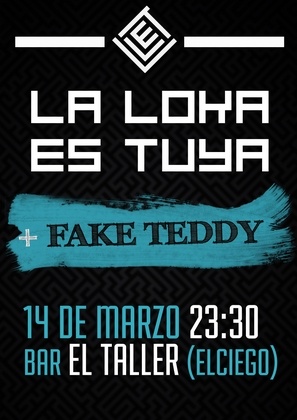 LA LOKA
ES TUYA
+ FAKE TEDDY
14 DE MARZO 23:30
BAR EL TALLER (ELCIEGO)